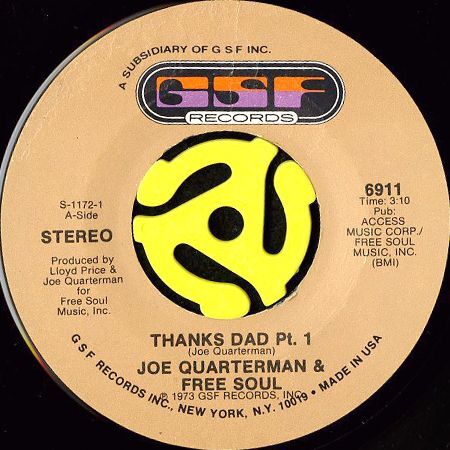 A SUBSIDIARY OF G S F INC.
GSF
RECORDS
S-1172-1
A-Side
STEREO
Produced by
Lloyd Price &
Joe Quarterman
for
Free Soul
Music, Inc.
6911
Time: 3:10
Pub:
ACCESS
MUSIC CORP./
FREE SOUL
MUSIC, INC.
(BMI)
THANKS DAD Pt. 1
(Joe Quarterman)
JOE QUARTERMAN &
FREE SOUL
℗ 1973 GSF RECORDS, INC.
G S F RECORDS INC., NEW YORK, N.Y. 10019 • MADE IN USA